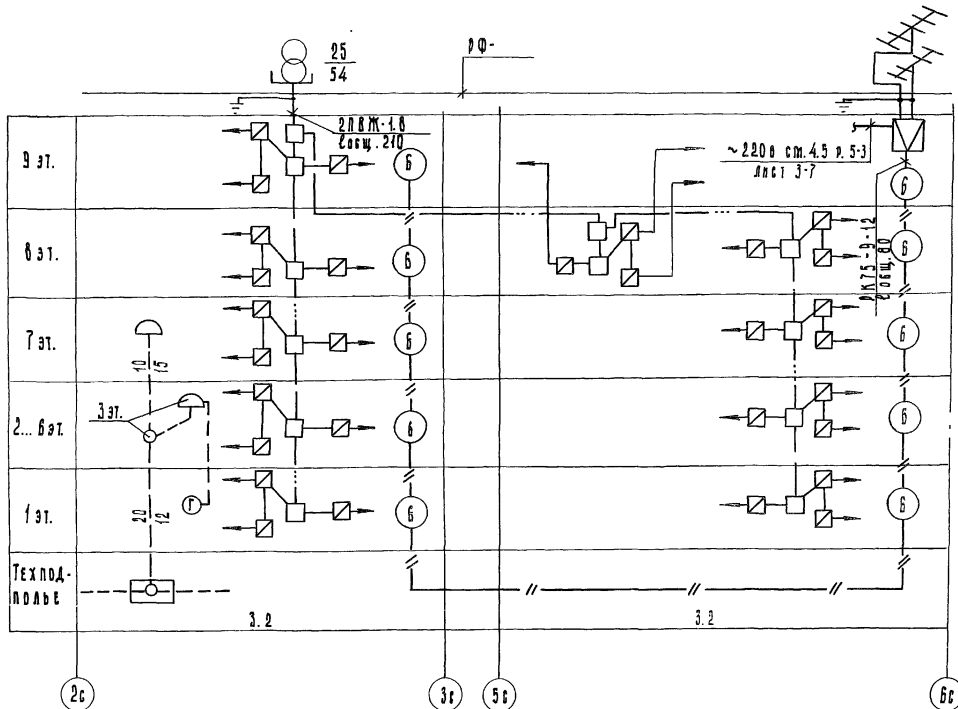 25
54
РФ-
2ПВЖ-1.8
ℓобщ. 210
~ 220в ст. 4.5 р. 5-3
лист 3-7
РК75-9-12
ℓобщ. 80
9 эт.
Б
Б
8 эт.
Б
Б
7 эт.
10
15
Б
Б
3 эт.
2... 6 эт.
Б
Б
Г
1 эт.
20
12
Б
Б
Техпод-
полье
3.2
3.2
2с
3с
5с
6с